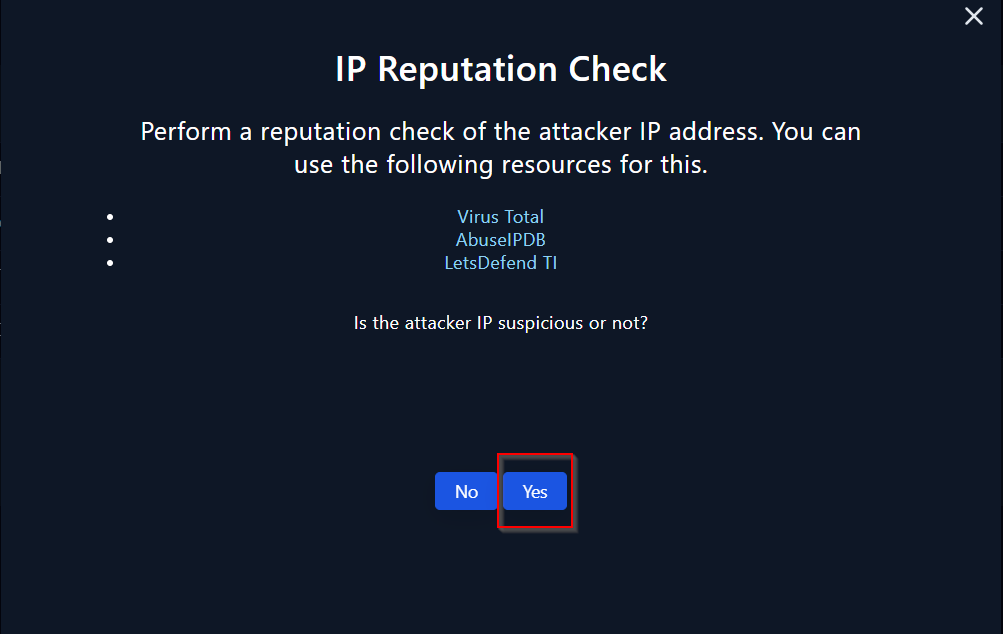 IP Reputation Check
Perform a reputation check of the attacker IP address. You can
use the following resources for this.
Virus Total
AbuseIPDB
LetsDefend TI
Is the attacker IP suspicious or not?
No
Yes